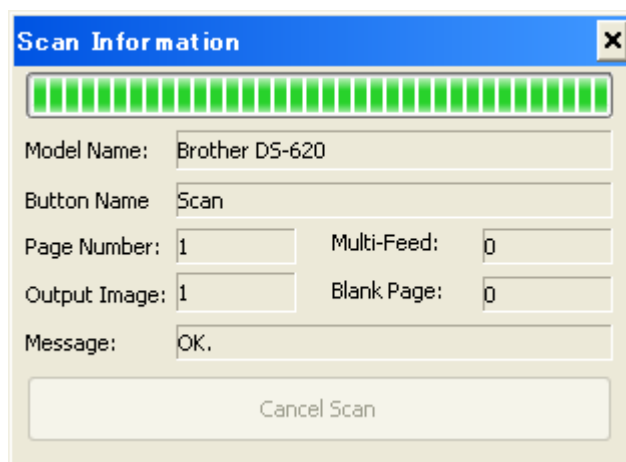 Scan Information
Model Name: Brother DS-620
Button Name Scan
Page Number: 1 Multi-Feed: 0
Output Image: 1 Blank Page: 0
Message: OK.
Cancel Scan